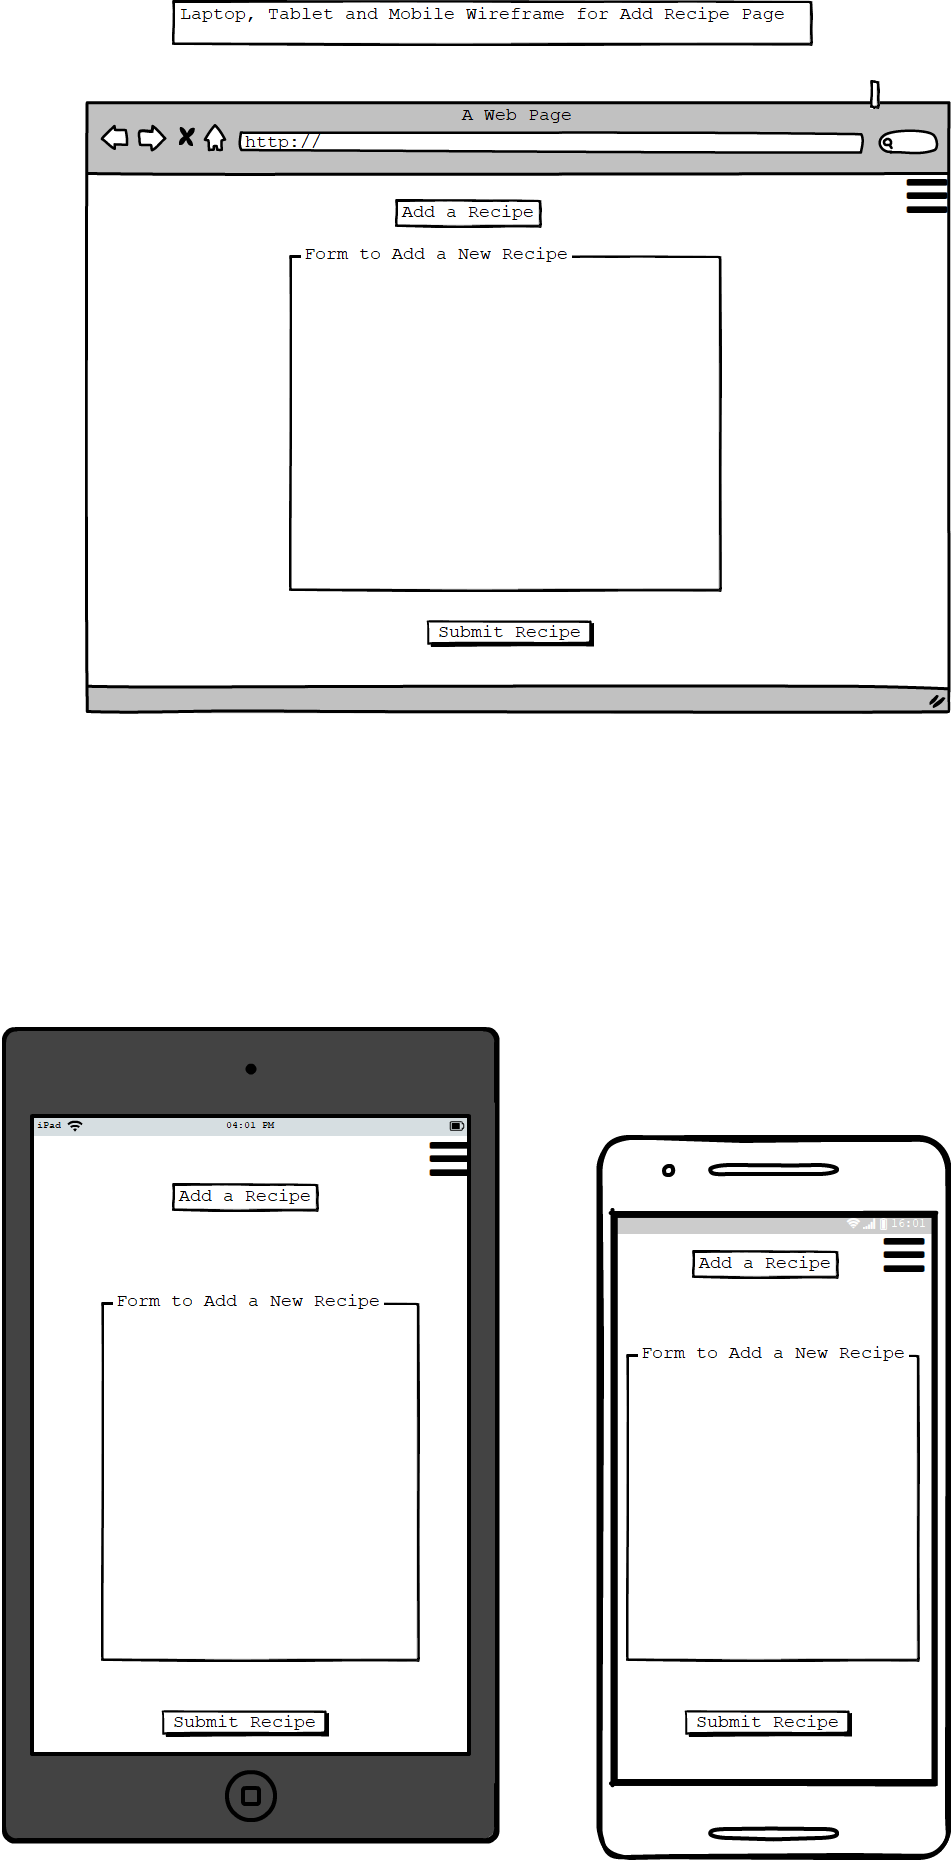 Laptop, Tablet and Mobile Wireframe for Add Recipe Page
A Web Page
http://
Add a Recipe
Form to Add a New Recipe
Submit Recipe
iPad 04:01 PM
Add a Recipe
Form to Add a New Recipe
Submit Recipe
16:01
Add a Recipe
Form to Add a New Recipe
Submit Recipe